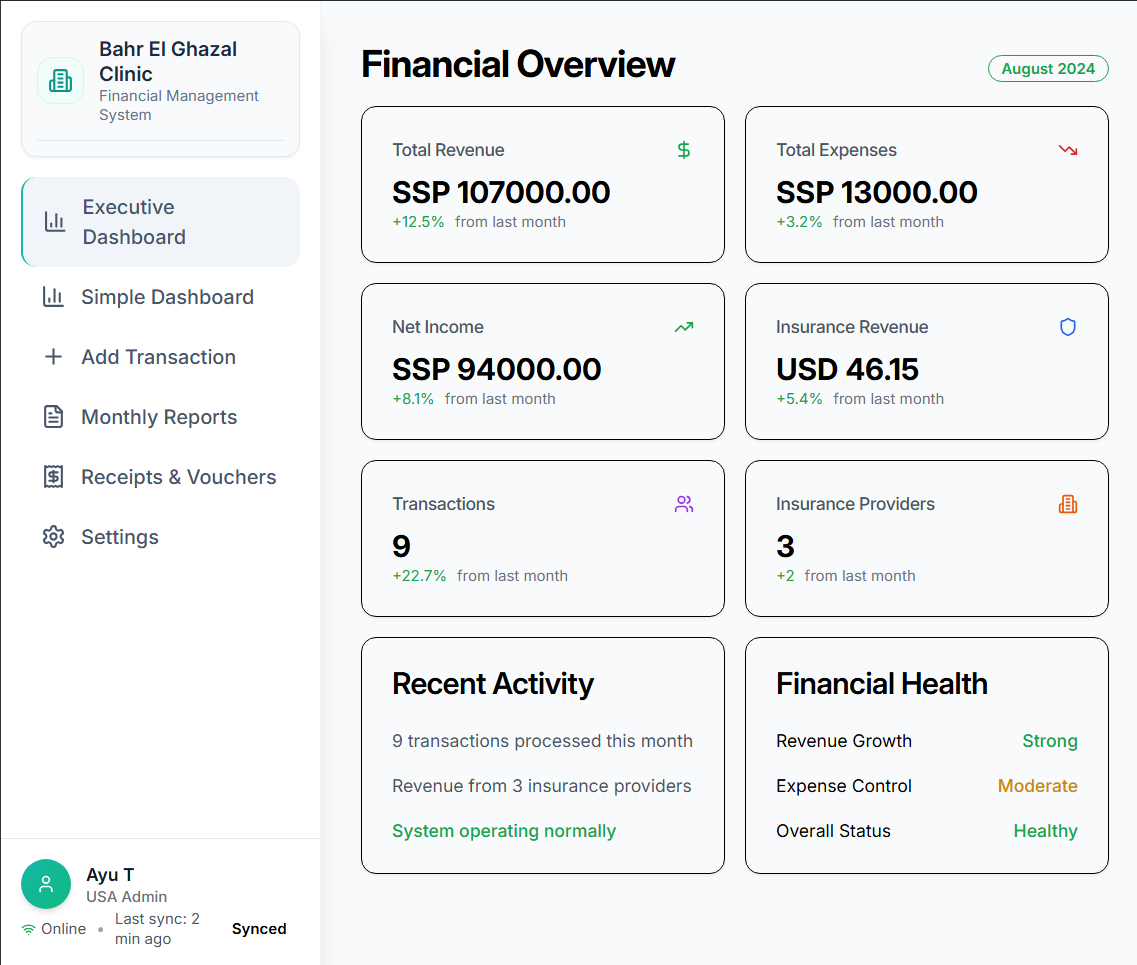 Bahr El Ghazal
Clinic
Financial Management
System
Executive
Dashboard
Simple Dashboard
Add Transaction
Monthly Reports
Receipts & Vouchers
Settings
Ayu T
USA Admin
Online • Last sync: 2
min ago
Synced
Financial Overview
August 2024
Total Revenue
SSP 107000.00
+12.5% from last month
Total Expenses
SSP 13000.00
+3.2% from last month
Net Income
SSP 94000.00
+8.1% from last month
Insurance Revenue
USD 46.15
+5.4% from last month
Transactions
9
+22.7% from last month
Insurance Providers
3
+2 from last month
Recent Activity
9 transactions processed this month
Revenue from 3 insurance providers
System operating normally
Financial Health
Revenue Growth Strong
Expense Control Moderate
Overall Status Healthy